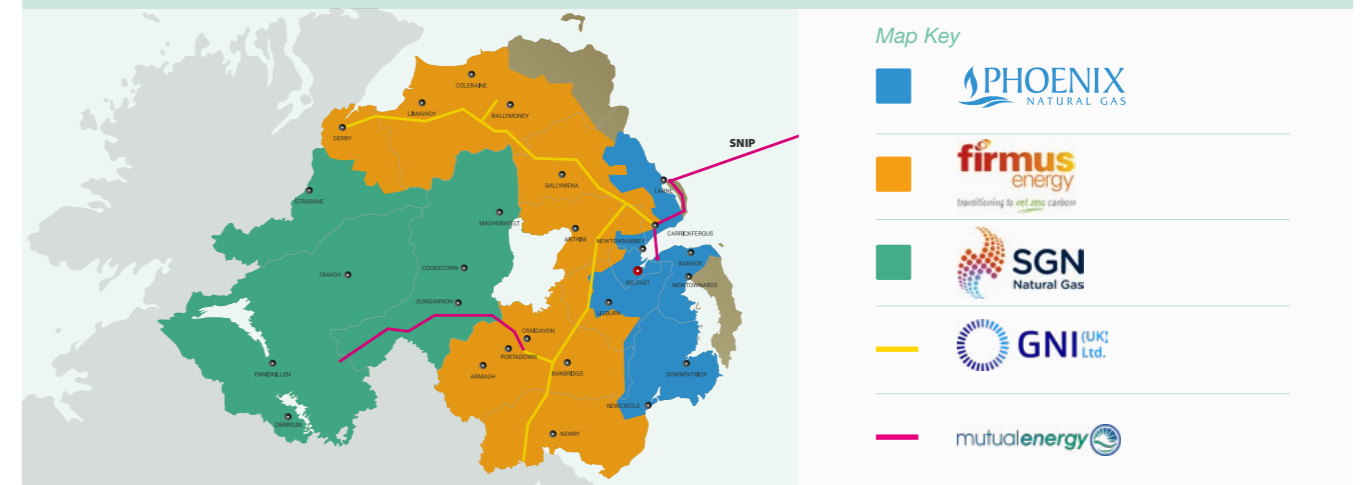 COLERAINE
LIMAVADY
BALLYMONEY
DERRY
SNIP
BALLYMENA
LARNE
STRABANE
MAGHERAFELT
CARRICKFERGUS
ANTRIM
NEWTOWNABBEY
BANGOR
OMAGH
COOKSTOWN
BELFAST
NEWTOWNARDS
DUNGANNON
LISBURN
CRAIGAVON
PORTADOWN
ENNISKILLEN
ARMAGH
BANBRIDGE
DOWNPATRICK
NEWCASTLE
DERRYLIN
NEWRY
Map Key
PHOENIX
NATURAL GAS
firmus
energy
transitioning to net zero carbon
SGN
Natural Gas
GNI (UK)
Ltd.
mutualenergy